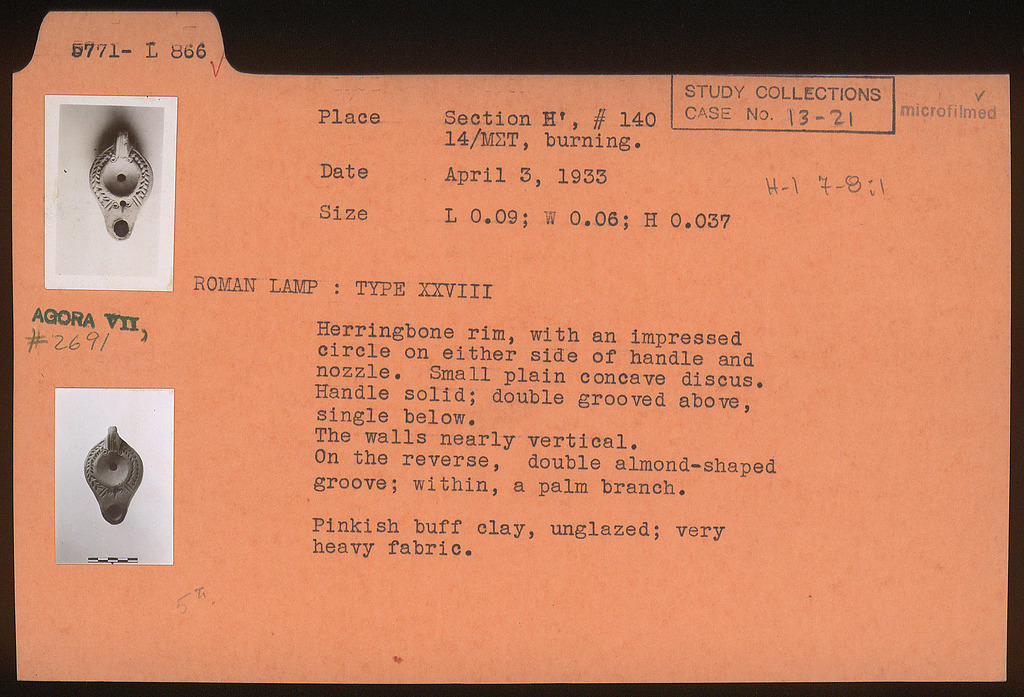 5771- L 866
STUDY COLLECTIONS
CASE No. 13-21
microfilmed
Place Section H', # 140
14/ΜΣΤ, burning.
Date April 3, 1933
H-1 7-8:1
Size L 0.09; W 0.06; H 0.037
ROMAN LAMP : TYPE XXVIII
AGORA VII,
#2691
Herringbone rim, with an impressed
circle on either side of handle and
nozzle. Small plain concave discus.
Handle solid; double grooved above,
single below.
The walls nearly vertical.
On the reverse, double almond-shaped
groove; within, a palm branch.
Pinkish buff clay, unglazed; very
heavy fabric.